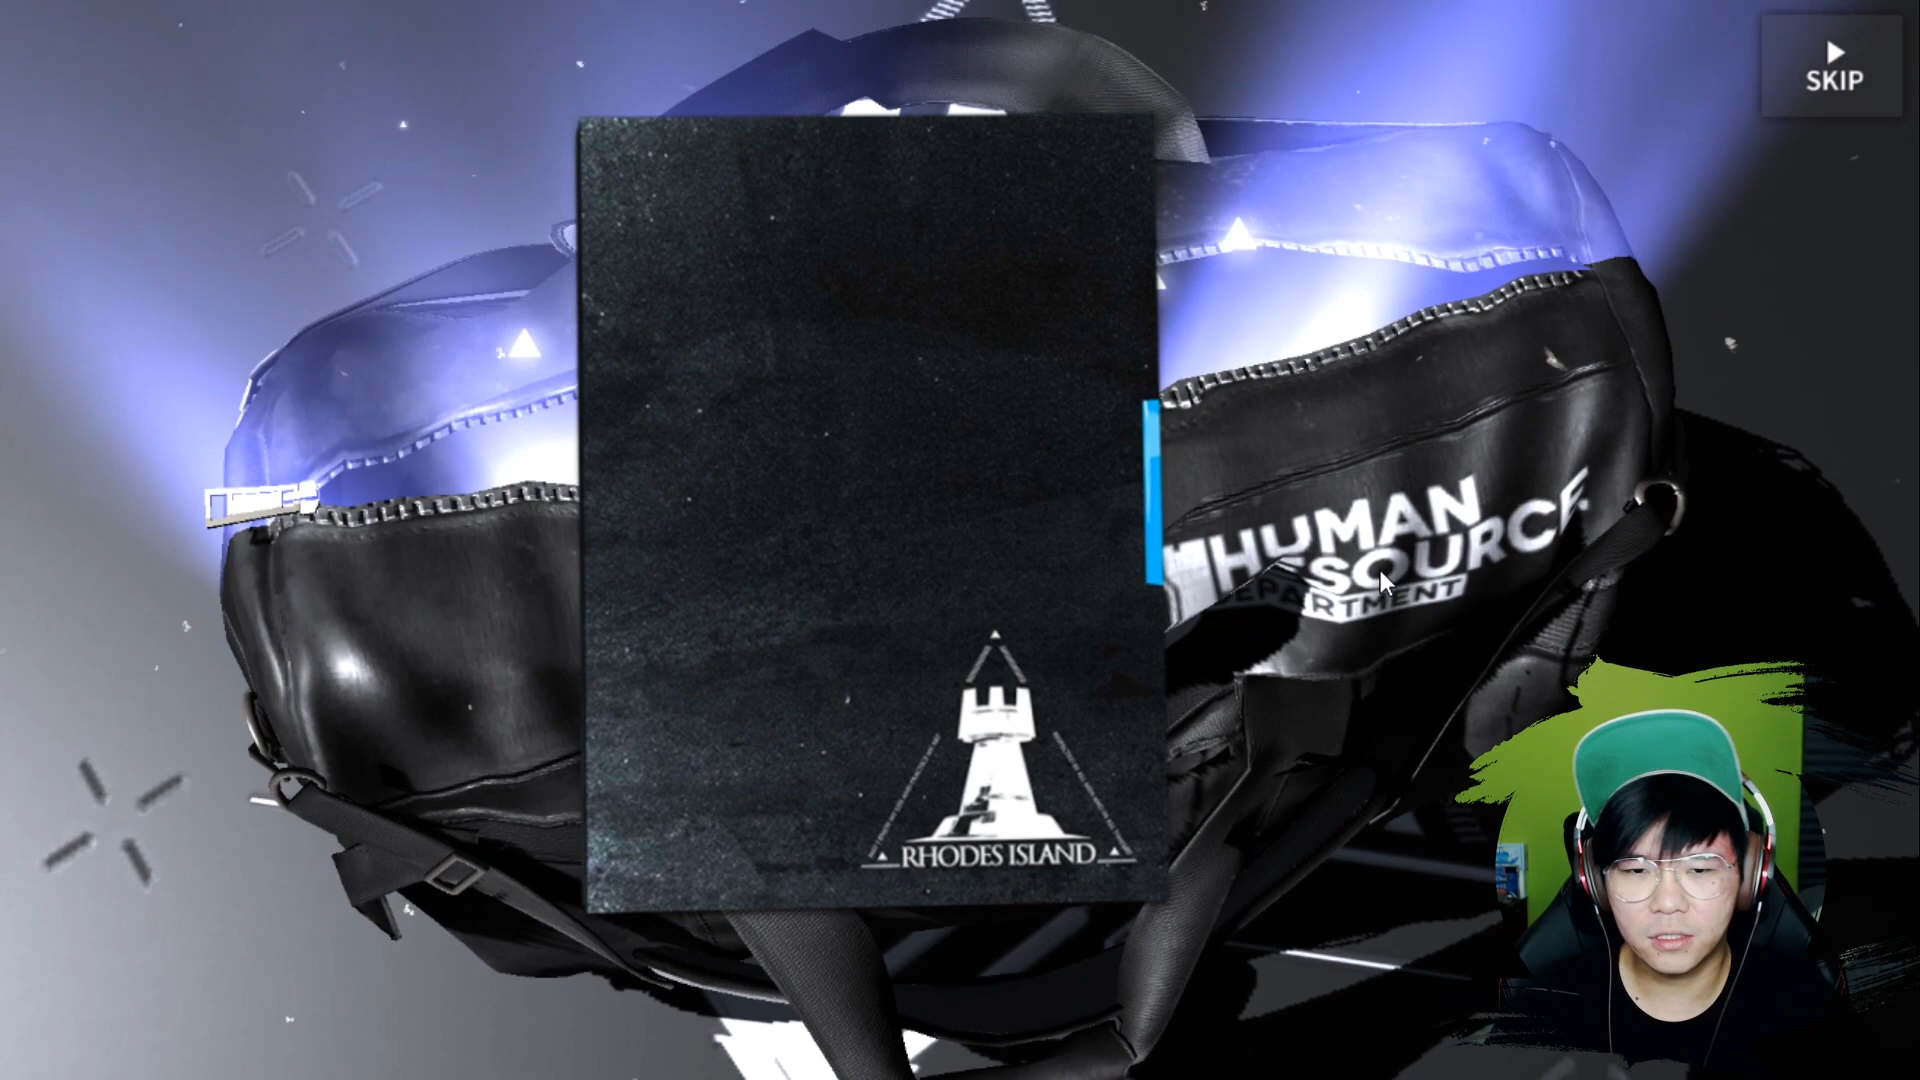 SKIP
HUMAN
RESOURCE
DEPARTMENT
RHODES ISLAND